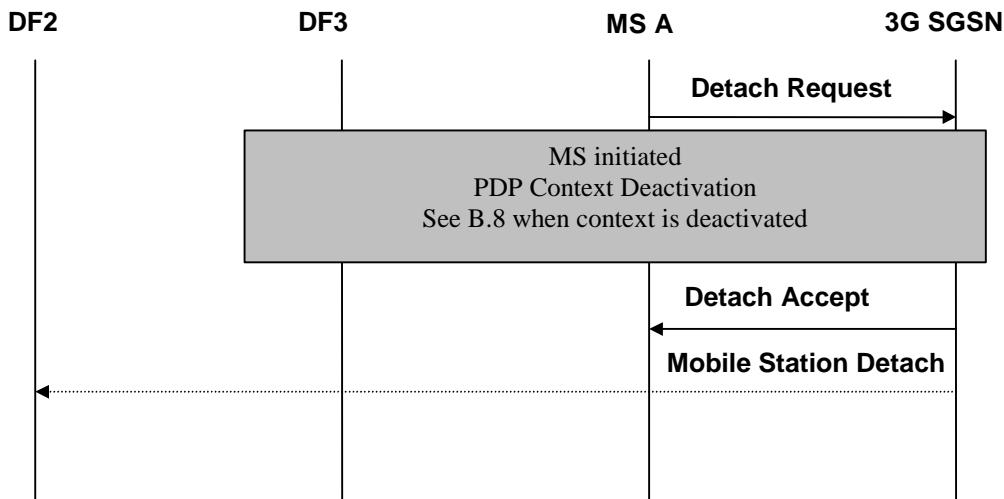 DF2 DF3 MS A 3G SGSN
Detach Request
MS initiated
PDP Context Deactivation
See B.8 when context is deactivated
Detach Accept
Mobile Station Detach